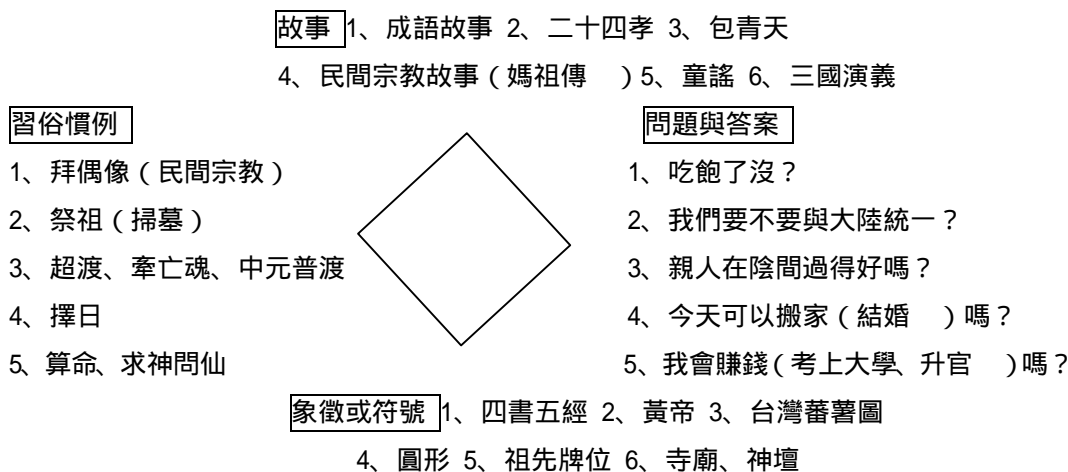 故事 1、成語故事 2、二十四孝 3、包青天
4、民間宗教故事（媽祖傳　）5、童謠 6、三國演義
習俗慣例
1、拜偶像（民間宗教）
2、祭祖（掃墓）
3、超渡、牽亡魂、中元普渡
4、擇日
5、算命、求神問仙
問題與答案
1、吃飽了沒？
2、我們要不要與大陸統一？
3、親人在陰間過得好嗎？
4、今天可以搬家（結婚　）嗎？
5、我會賺錢（考上大學、升官　）嗎？
象徵或符號 1、四書五經 2、黃帝 3、台灣蕃薯圖
4、圓形 5、祖先牌位 6、寺廟、神壇